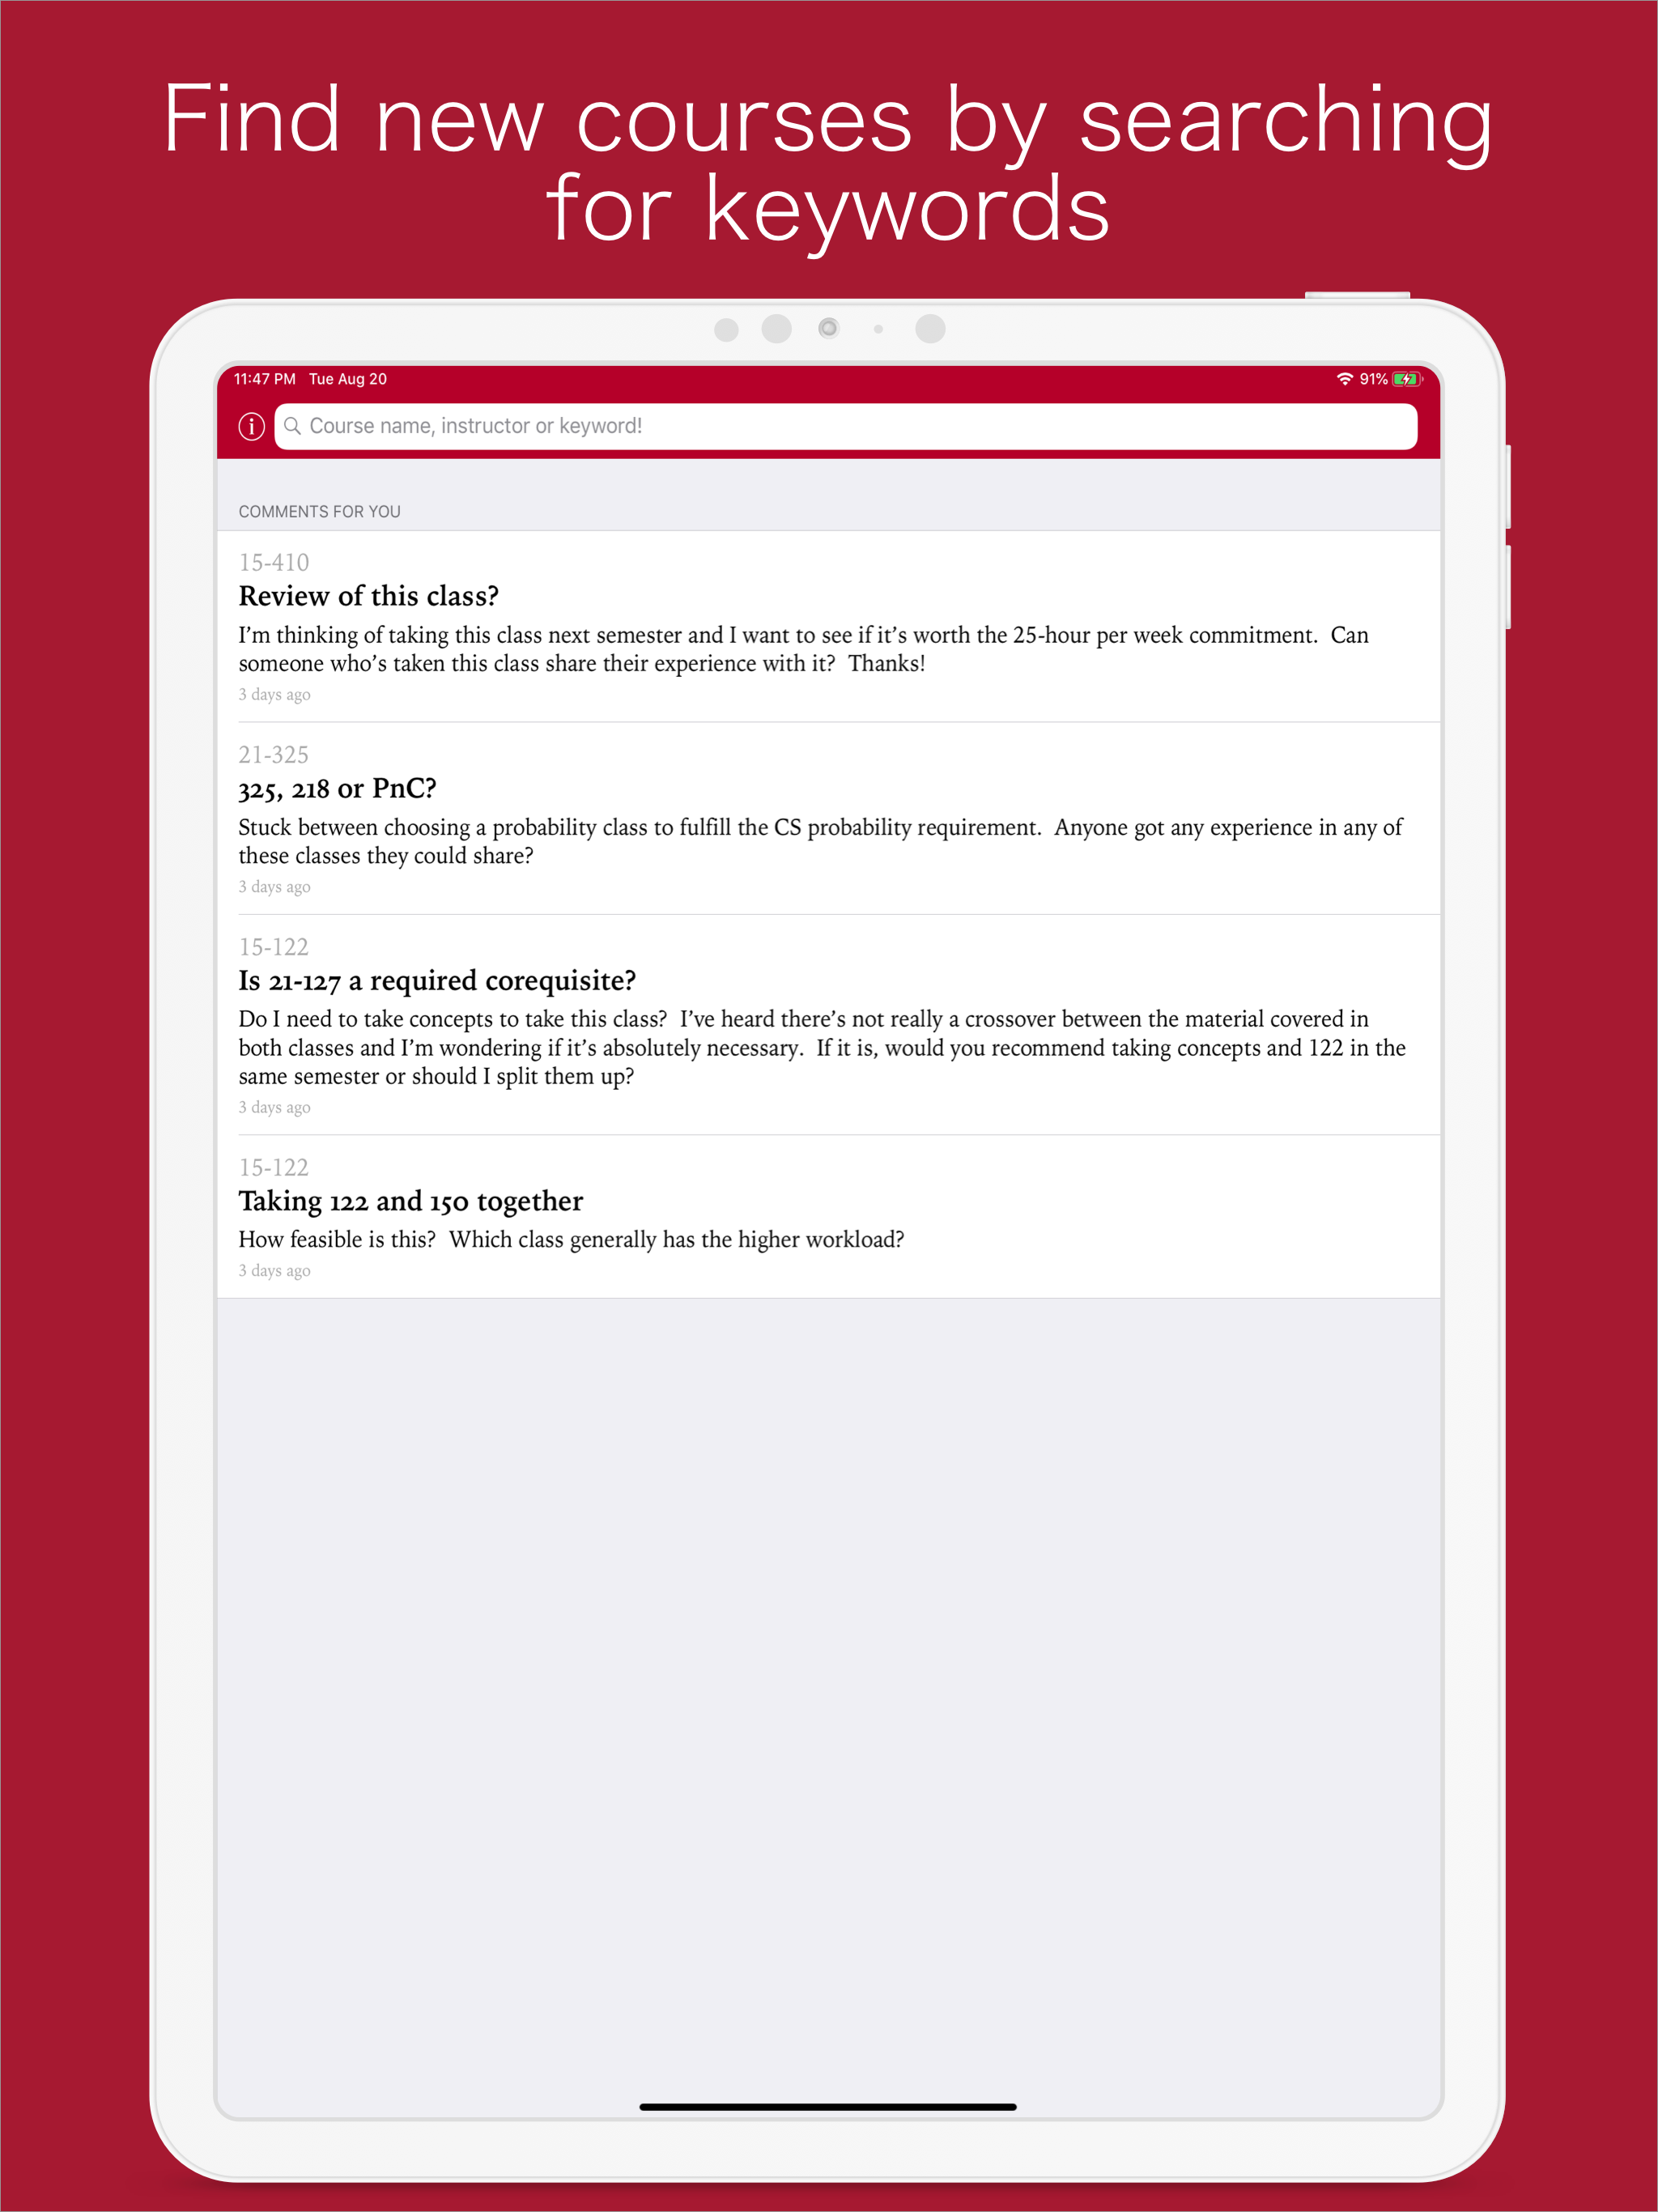 Find new courses by searching
for keywords
11:47 PM Tue Aug 20
91%
Course name, instructor or keyword!
COMMENTS FOR YOU
15-410
Review of this class?
I’m thinking of taking this class next semester and I want to see if it’s worth the 25-hour per week commitment. Can
someone who’s taken this class share their experience with it? Thanks!
3 days ago
21-325
325, 218 or PnC?
Stuck between choosing a probability class to fulfill the CS probability requirement. Anyone got any experience in any of
these classes they could share?
3 days ago
15-122
Is 21-127 a required corequisite?
Do I need to take concepts to take this class? I’ve heard there’s not really a crossover between the material covered in
both classes and I’m wondering if it’s absolutely necessary. If it is, would you recommend taking concepts and 122 in the
same semester or should I split them up?
3 days ago
15-122
Taking 122 and 150 together
How feasible is this? Which class generally has the higher workload?
3 days ago